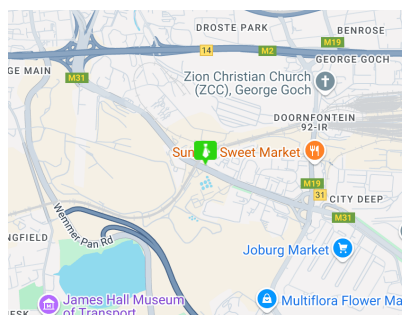 DROSTE PARK
BENROSE
M19
14
M2
GEORGE GOCH
GE MAIN
M31
Zion Christian Church
(ZCC), George Goch
DOORNFONTEIN
92-IR
Sun Sweet Market
M19
31
CITY DEEP
M31
Wemmer Pan Rd
NGFIELD
Joburg Market
James Hall Museum
of Transport
Multiflora Flower Ma